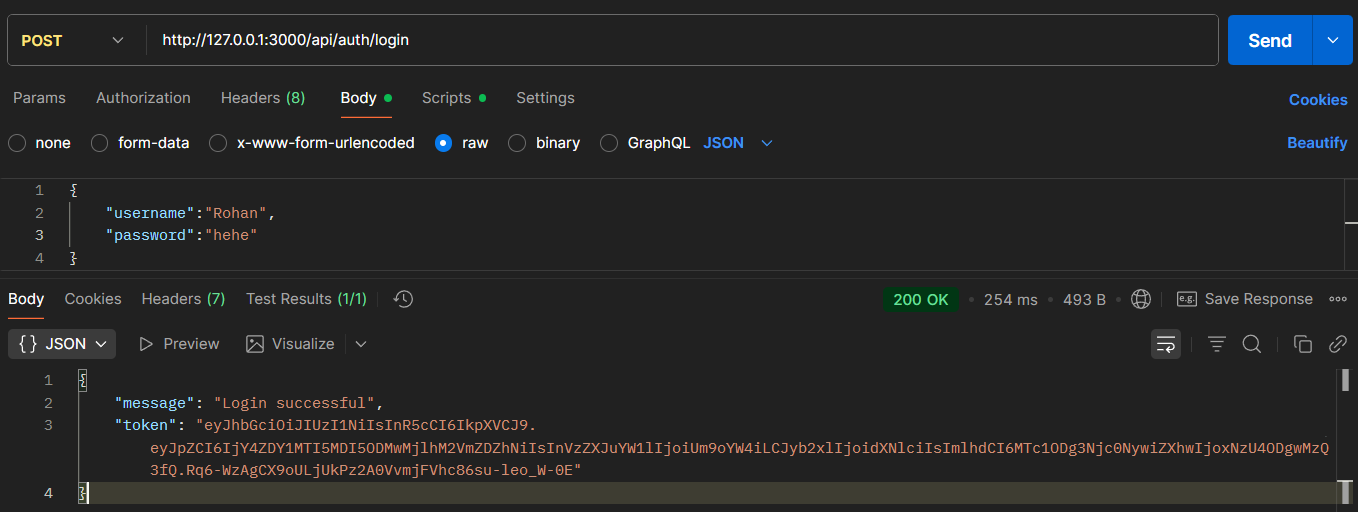 POST http://127.0.0.1:3000/api/auth/login Send
Params Authorization Headers (8) Body Scripts Settings Cookies
none form-data x-www-form-urlencoded raw binary GraphQL JSON Beautify
1 {
2 "username":"Rohan",
3 "password":"hehe"
4 }
Body Cookies Headers (7) Test Results (1/1) 200 OK 254 ms 493 B e.g. Save Response
{} JSON Preview Visualize
1 {
2 "message": "Login successful",
3 "token": "eyJhbGciOiJIUzI1NiIsInR5cCI6IkpXVCJ9.
eyJpZCI6IjY4ZDY1MTI5MDI5ODMwMjlhM2VmZDZhNiIsInVzZXJuYW1lIjoiUm9oYW4iLCJyb2xlIjoidXNlciIsImlhdCI6MTc1ODg3Njc0NywiZXhwIjoxNzU4ODgwMzQ
3fQ.Rq6-WzAgCX9oULjUkPz2A0VvmjFVhc86su-leo_W-0E"
4 }